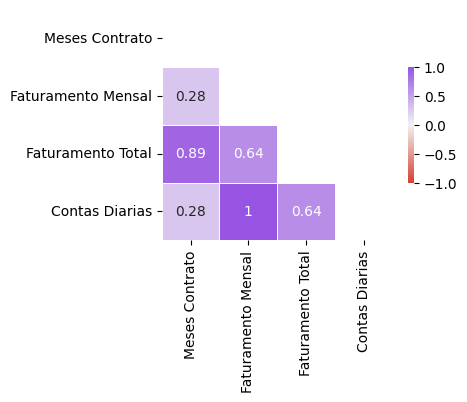 Meses Contrato
Faturamento Mensal
Faturamento Total
Contas Diarias
0.28
0.89 0.64
0.28 1 0.64
Meses Contrato
Faturamento Mensal
Faturamento Total
Contas Diarias
1.0
0.5
0.0
−0.5
−1.0